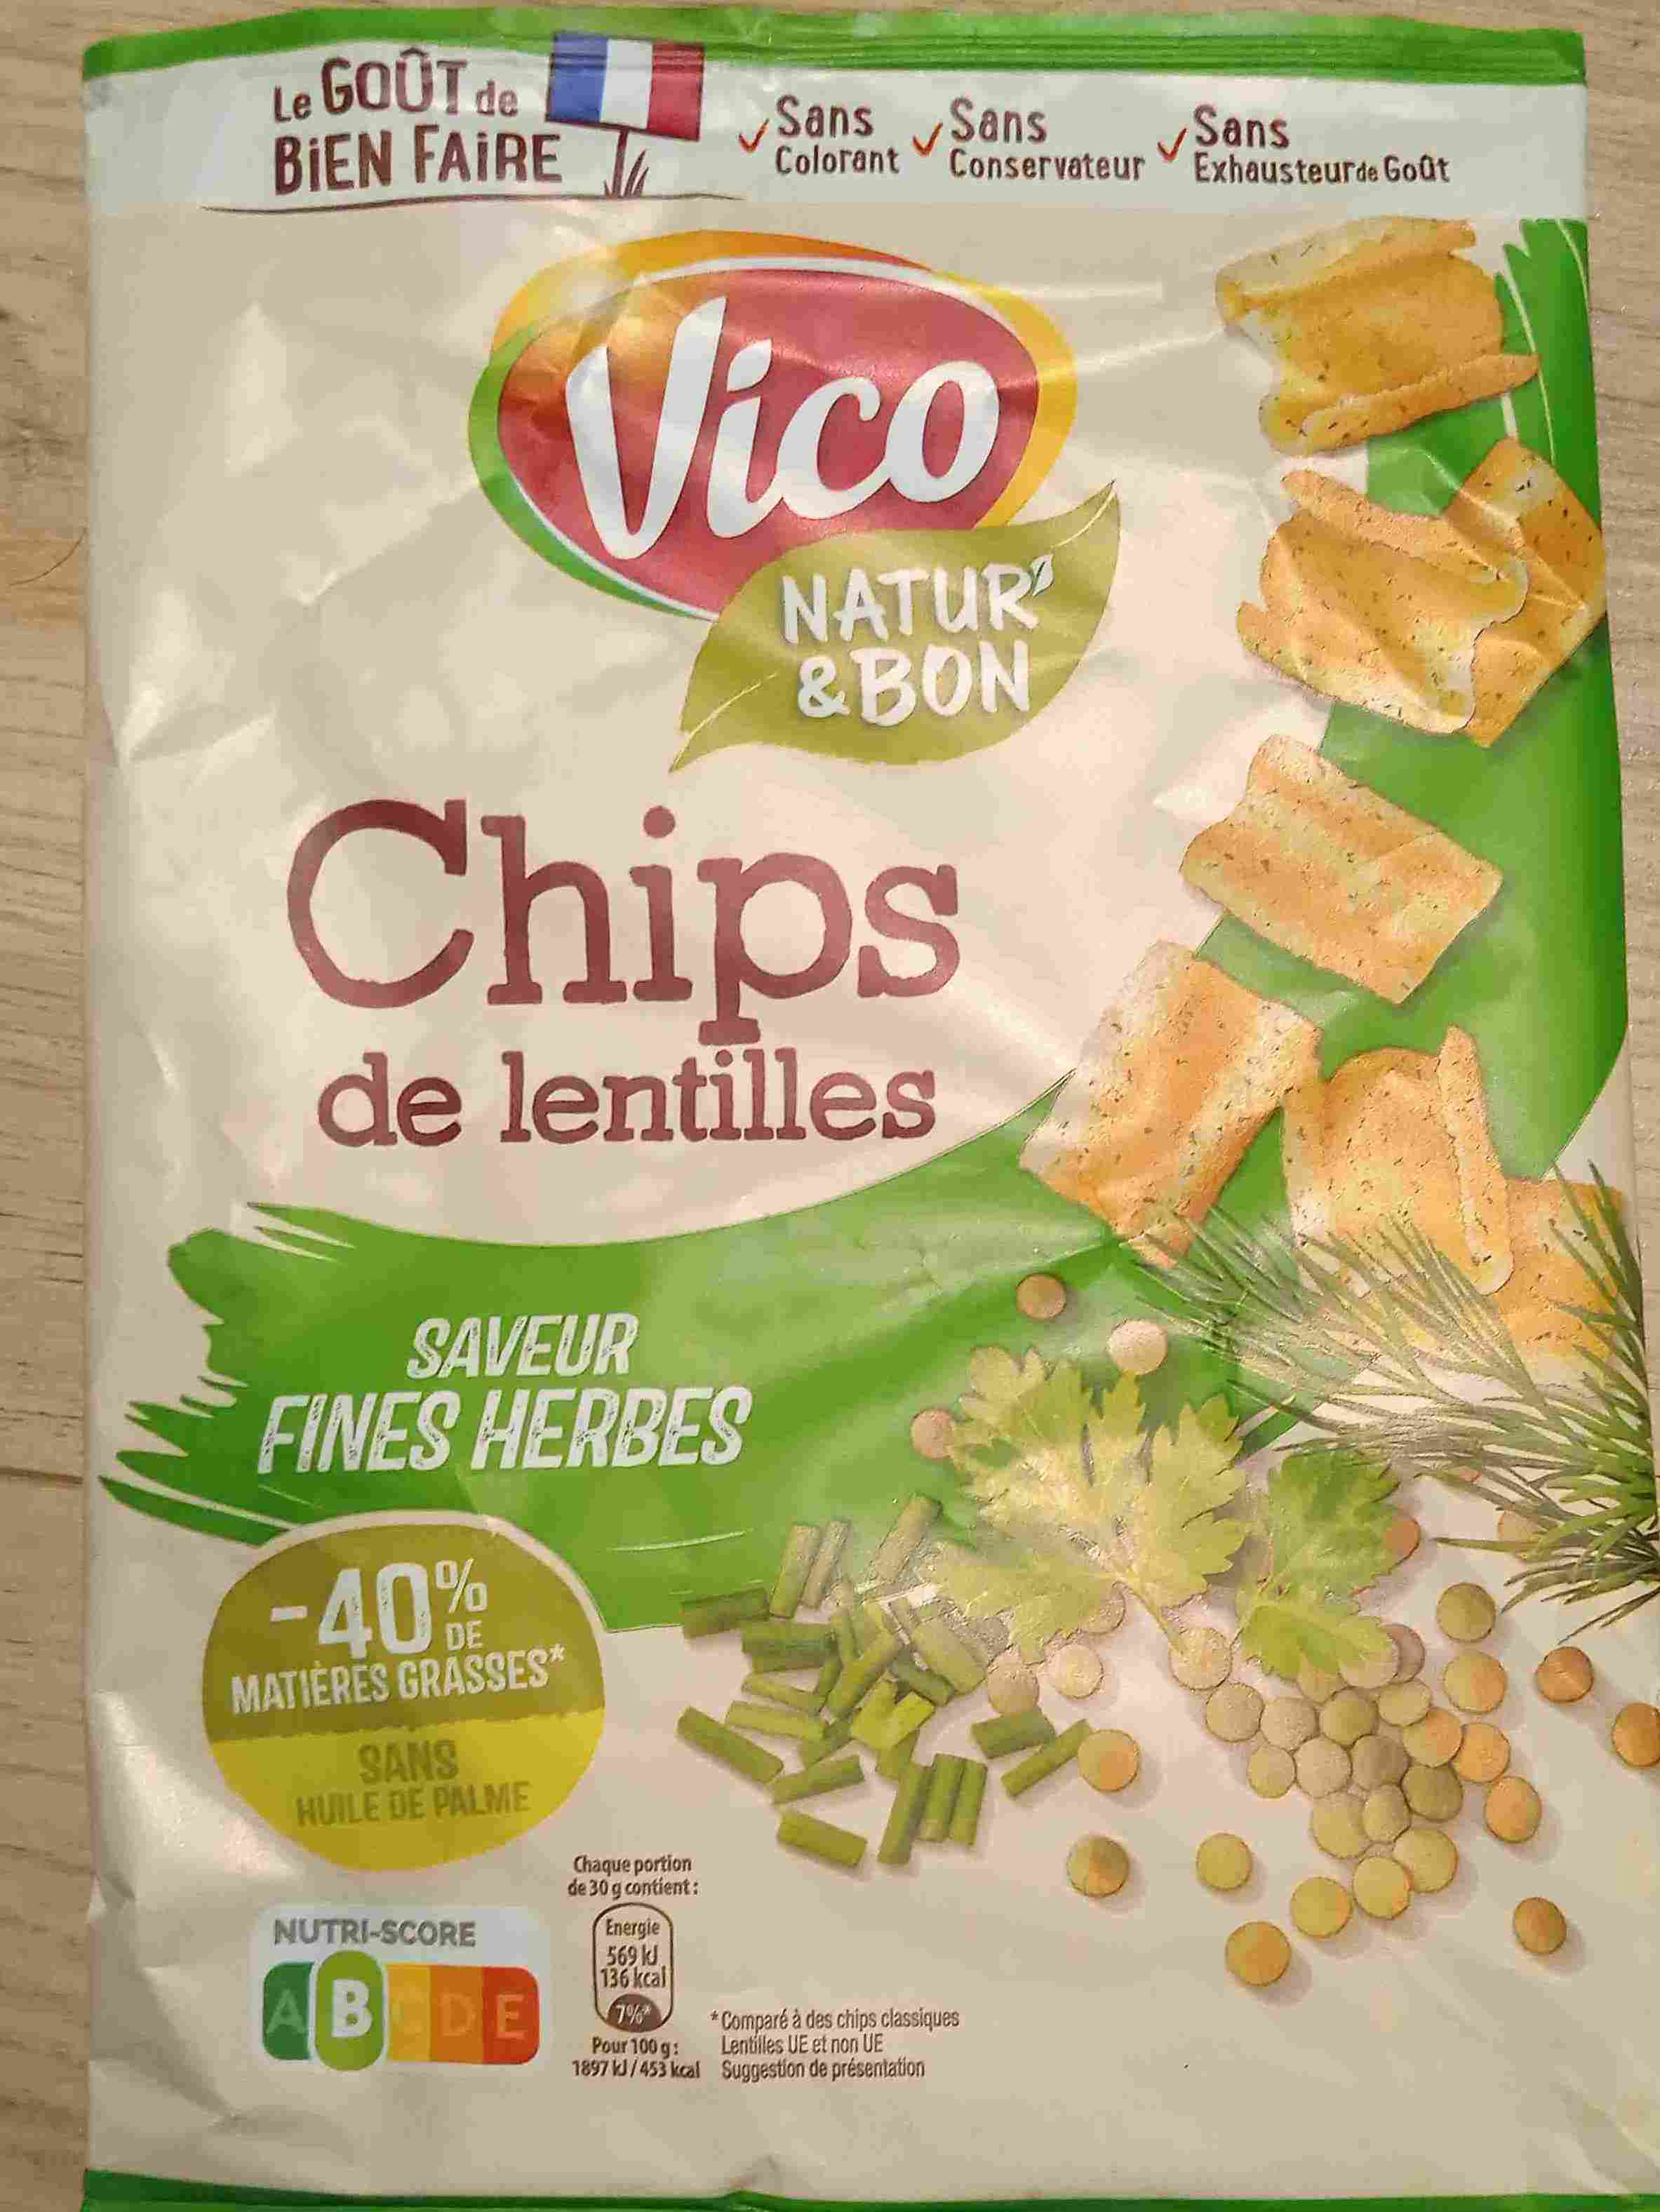 Le GOÛT de
BiEN FAiRE
Sans
Colorant
Sans
Conservateur
Sans
Exhausteur de Goût
Vico
NATUR'
& BON
Chips
de lentilles
SAVEUR
FINES HERBES
-40%
DE
MATIÈRES GRASSES*
SANS
HUILE DE PALME
Chaque portion
de 30 g contient :
NUTRI-SCORE
A B C D E
Energie
569 kJ
136 kcal
7%*
Pour 100 g :
1897 kJ / 453 kcal
*Comparé à des chips classiques
Lentilles UE et non UE
Suggestion de présentation